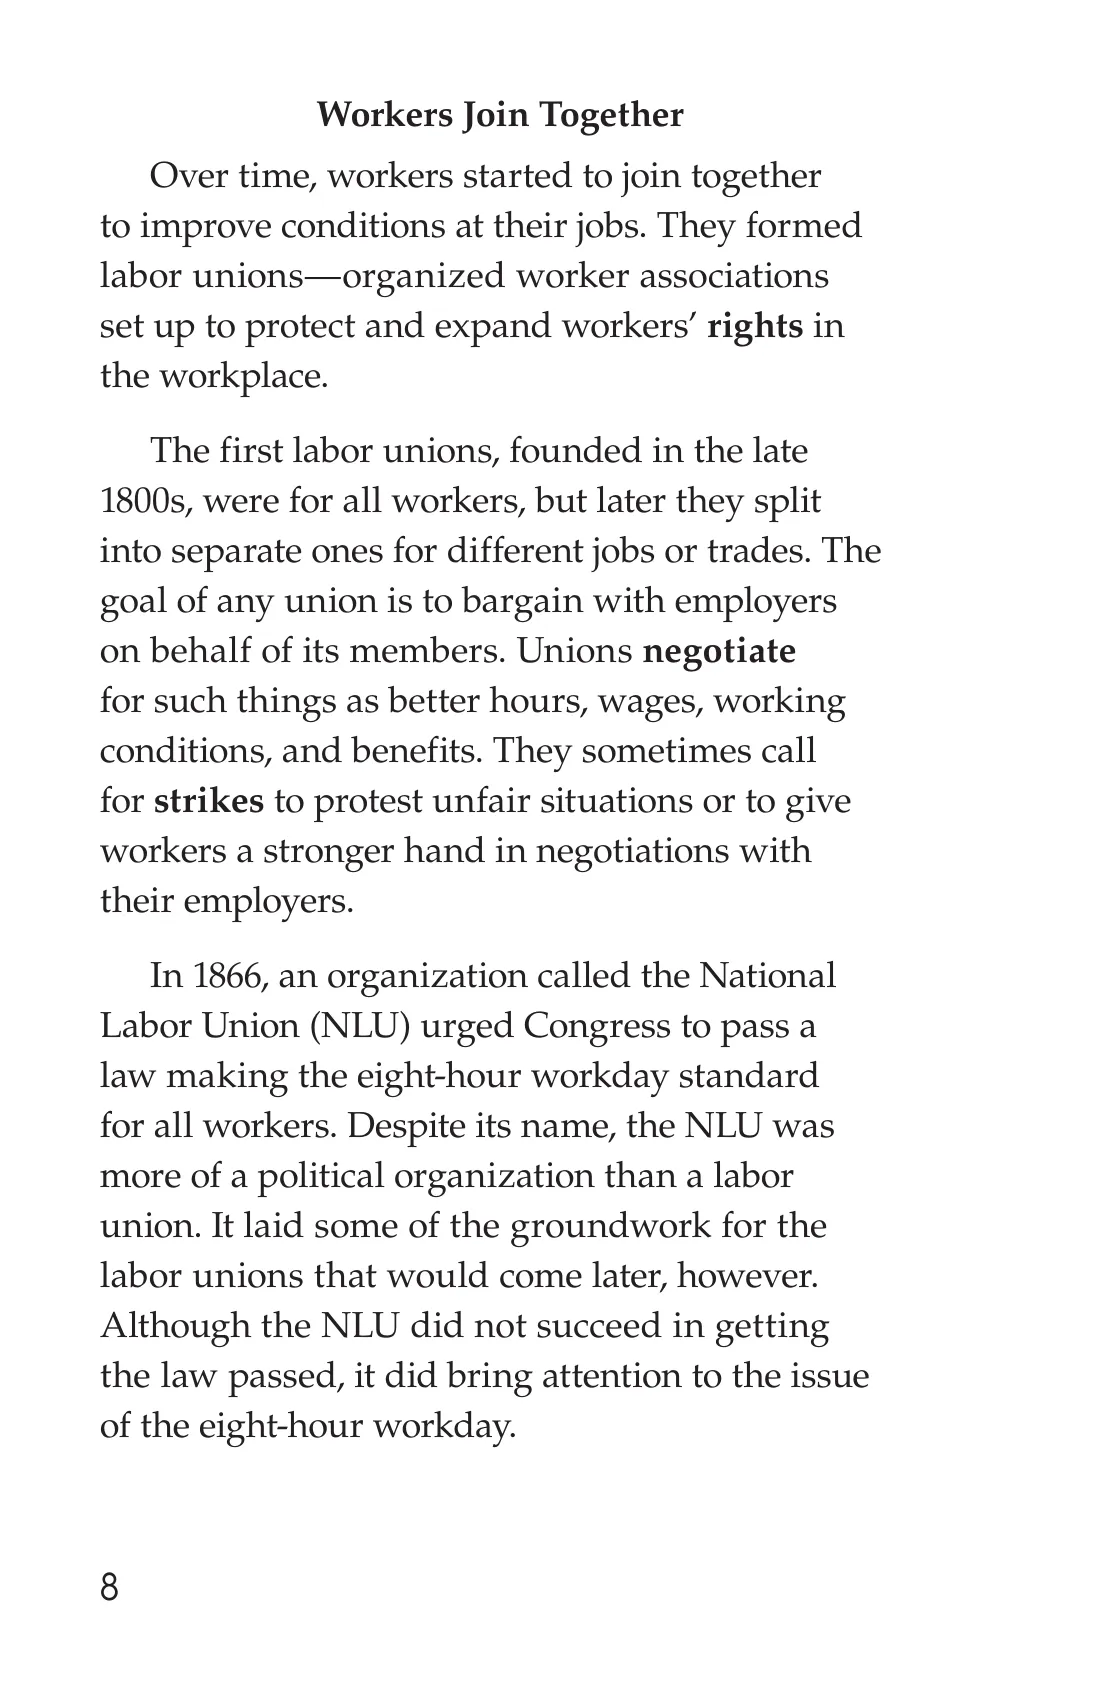 Workers Join Together
Over time, workers started to join together
to improve conditions at their jobs. They formed
labor unions—organized worker associations
set up to protect and expand workers’ rights in
the workplace.
The first labor unions, founded in the late
1800s, were for all workers, but later they split
into separate ones for different jobs or trades. The
goal of any union is to bargain with employers
on behalf of its members. Unions negotiate
for such things as better hours, wages, working
conditions, and benefits. They sometimes call
for strikes to protest unfair situations or to give
workers a stronger hand in negotiations with
their employers.
In 1866, an organization called the National
Labor Union (NLU) urged Congress to pass a
law making the eight-hour workday standard
for all workers. Despite its name, the NLU was
more of a political organization than a labor
union. It laid some of the groundwork for the
labor unions that would come later, however.
Although the NLU did not succeed in getting
the law passed, it did bring attention to the issue
of the eight-hour workday.
8